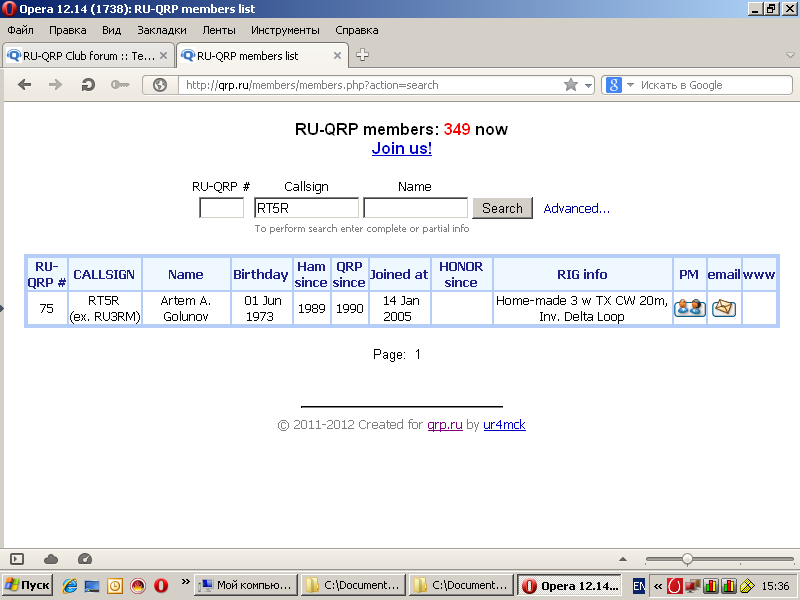 Opera 12.14 (1738): RU-QRP members list
Файл Правка Вид Закладки Ленты Инструменты Справка
RU-QRP Club forum :: Te... RU-QRP members list
http://qrp.ru/members/members.php?action=search Искать в Google
RU-QRP members: 349 now
Join us!
RU-QRP # Callsign Name
RT5R Search Advanced...
To perform search enter complete or partial info
RU-QRP # CALLSIGN Name Birthday Ham since QRP since Joined at HONOR since RIG info PM email www
75 RT5R (ex. RU3RM) Artem A. Golunov 01 Jun 1973 1989 1990 14 Jan 2005 Home-made 3 w TX CW 20m, Inv. Delta Loop
Page: 1
© 2011-2012 Created for qrp.ru by ur4mck
Пуск » Мой компью... C:\Document... C:\Document... Opera 12.14... EN « 15:36